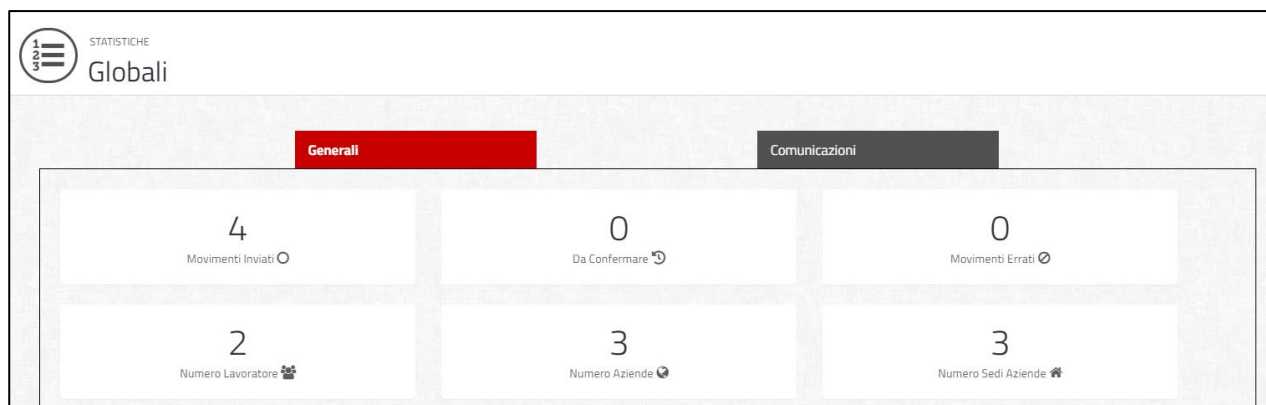 STATISTICHE
Globali
Generali
Comunicazioni
4
Movimenti Inviati
0
Da Confermare
0
Movimenti Errati
2
Numero Lavoratore
3
Numero Aziende
3
Numero Sedi Aziende